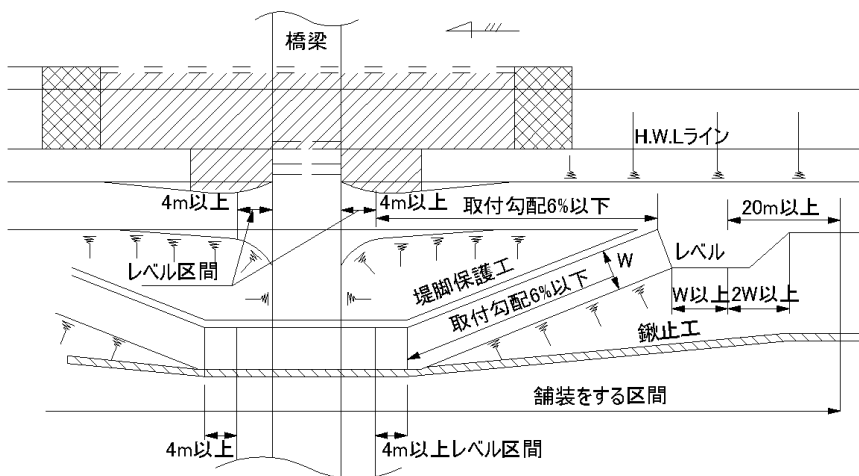 橋梁
H.W.Lライン
4m以上
4m以上
取付勾配6%以下
20m以上
レベル区間
堤脚保護工
W
レベル
取付勾配6%以下
W以上
2W以上
鍬止工
舗装をする区間
4m以上
4m以上レベル区間